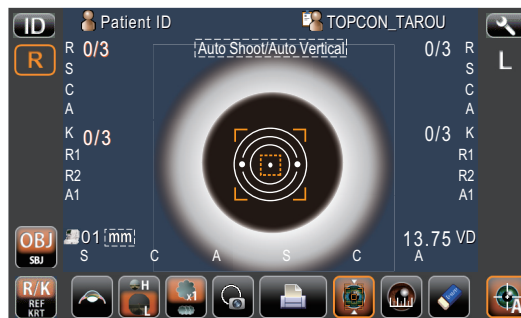 ID
Patient ID
TOPCON_TAROU
R
R 0/3
Auto Shoot/Auto Vertical
0/3 R
L
S
S
C
C
A
A
K 0/3
0/3 K
R1
R1
R2
R2
A1
A1
OBJ
SBJ
01 mm
13.75 VD
S C A S C A
R/K
REF
KRT
H
L
x1
A